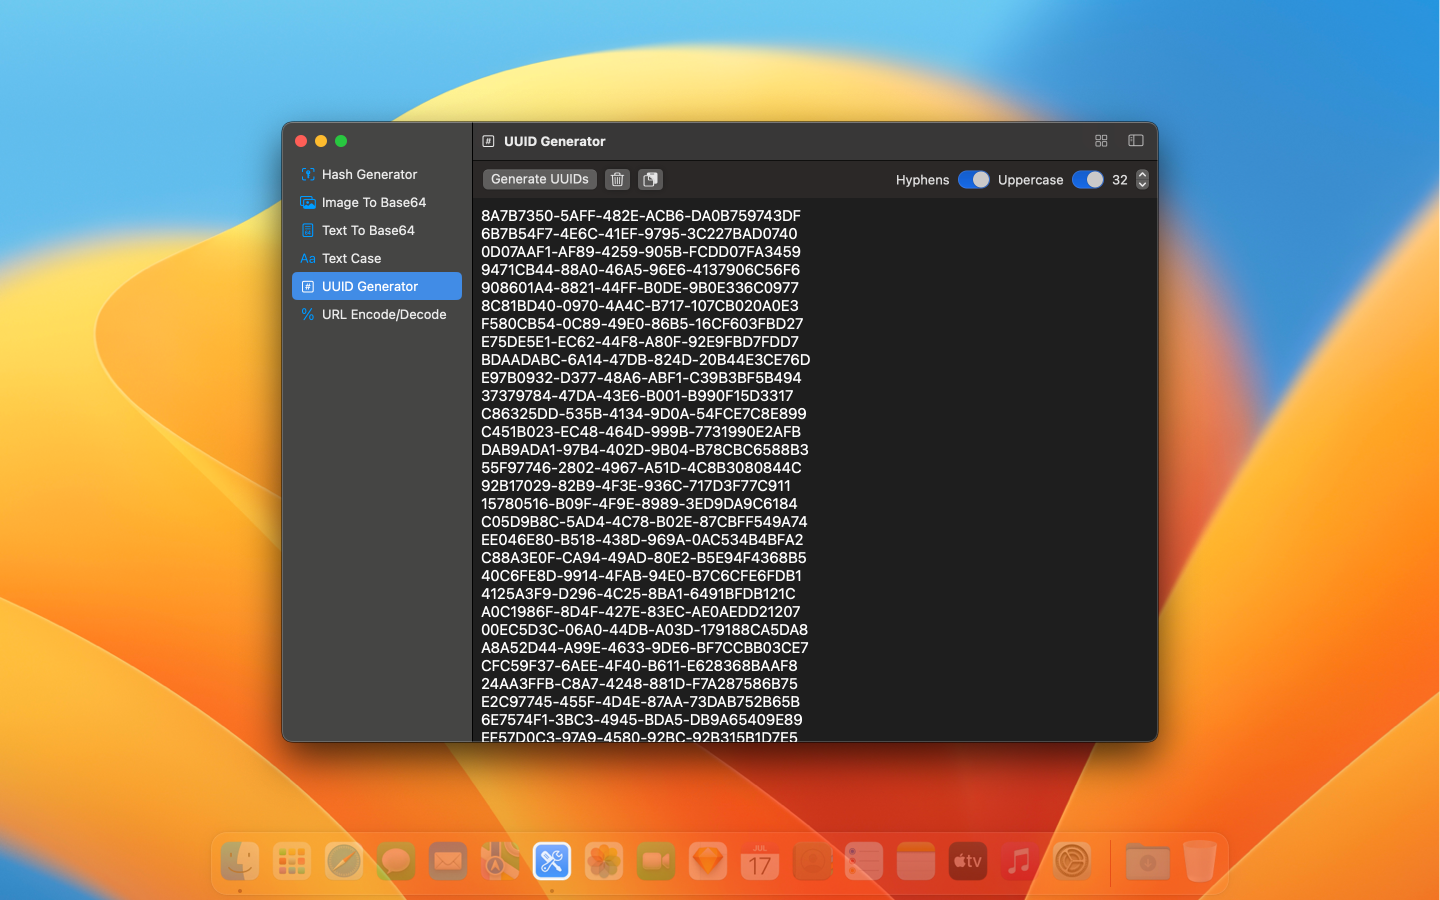 UUID Generator
Hash Generator
Image To Base64
Text To Base64
Aa Text Case
# UUID Generator
% URL Encode/Decode
Generate UUIDs
Hyphens
Uppercase
32
8A7B7350-5AFF-482E-ACB6-DA0B759743DF
6B7B54F7-4E6C-41EF-9795-3C227BAD0740
0D07AAF1-AF89-4259-905B-FCDD07FA3459
9471CB44-88A0-46A5-96E6-4137906C56F6
908601A4-8821-44FF-B0DE-9B0E336C0977
8C81BD40-0970-4A4C-B717-107CB020A0E3
F580CB54-0C89-49E0-86B5-16CF603FBD27
E75DE5E1-EC62-44F8-A80F-92E9FBD7FDD7
BDAADABC-6A14-47DB-824D-20B44E3CE76D
E97B0932-D377-48A6-ABF1-C39B3BF5B494
37379784-47DA-43E6-B001-B990F15D3317
C86325DD-535B-4134-9D0A-54FCE7C8E899
C451B023-EC48-464D-999B-7731990E2AFB
DAB9ADA1-97B4-402D-9B04-B78CBC6588B3
55F97746-2802-4967-A51D-4C8B3080844C
92B17029-82B9-4F3E-936C-717D3F77C911
15780516-B09F-4F9E-8989-3ED9DA9C6184
C05D9B8C-5AD4-4C78-B02E-87CBFF549A74
EE046E80-B518-438D-969A-0AC534B4BFA2
C88A3E0F-CA94-49AD-80E2-B5E94F4368B5
40C6FE8D-9914-4FAB-94E0-B7C6CFE6FDB1
4125A3F9-D296-4C25-8BA1-6491BFDB121C
A0C1986F-8D4F-427E-83EC-AE0AEDD21207
00EC5D3C-06A0-44DB-A03D-179188CA5DA8
A8A52D44-A99E-4633-9DE6-BF7CCBB03CE7
CFC59F37-6AEE-4F40-B611-E628368BAAF8
24AA3FFB-C8A7-4248-881D-F7A287586B75
E2C97745-455F-4D4E-87AA-73DAB752B65B
6E7574F1-3BC3-4945-BDA5-DB9A65409E89
EF57D0C3-97A9-4580-92BC-92B315B1D7E5
JUL
17
tv